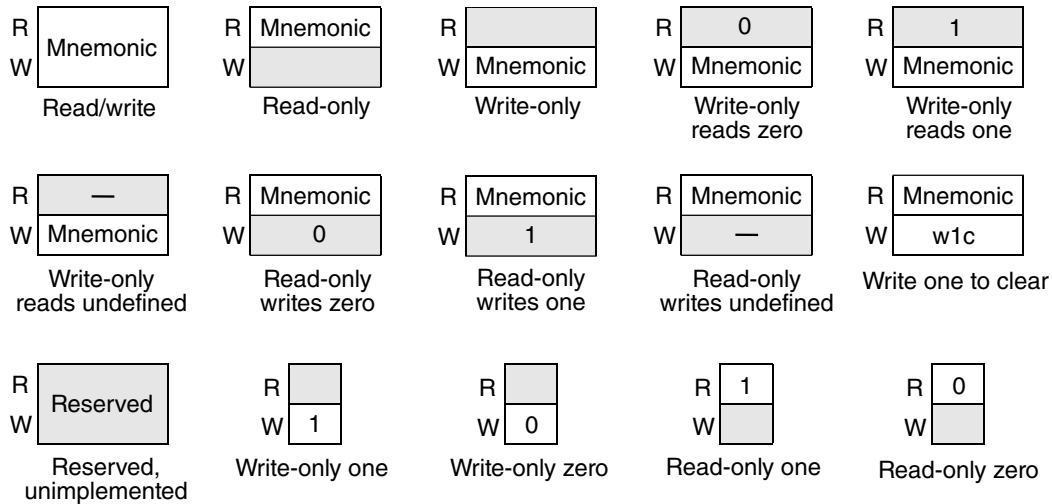 R Mnemonic R Mnemonic R R 0 R 1
W W W Mnemonic W Mnemonic W Mnemonic
Read/write Read-only Write-only Write-only Write-only
reads zero reads one
R — R Mnemonic R Mnemonic R Mnemonic R Mnemonic
W Mnemonic W 0 W 1 W — W w1c
Write-only Read-only Read-only Read-only Write one to clear
reads undefined writes zero writes one writes undefined
R Reserved R R R 1 R 0
W W 1 W 0 W W
Reserved, Write-only one Write-only zero Read-only one Read-only zero
unimplemented